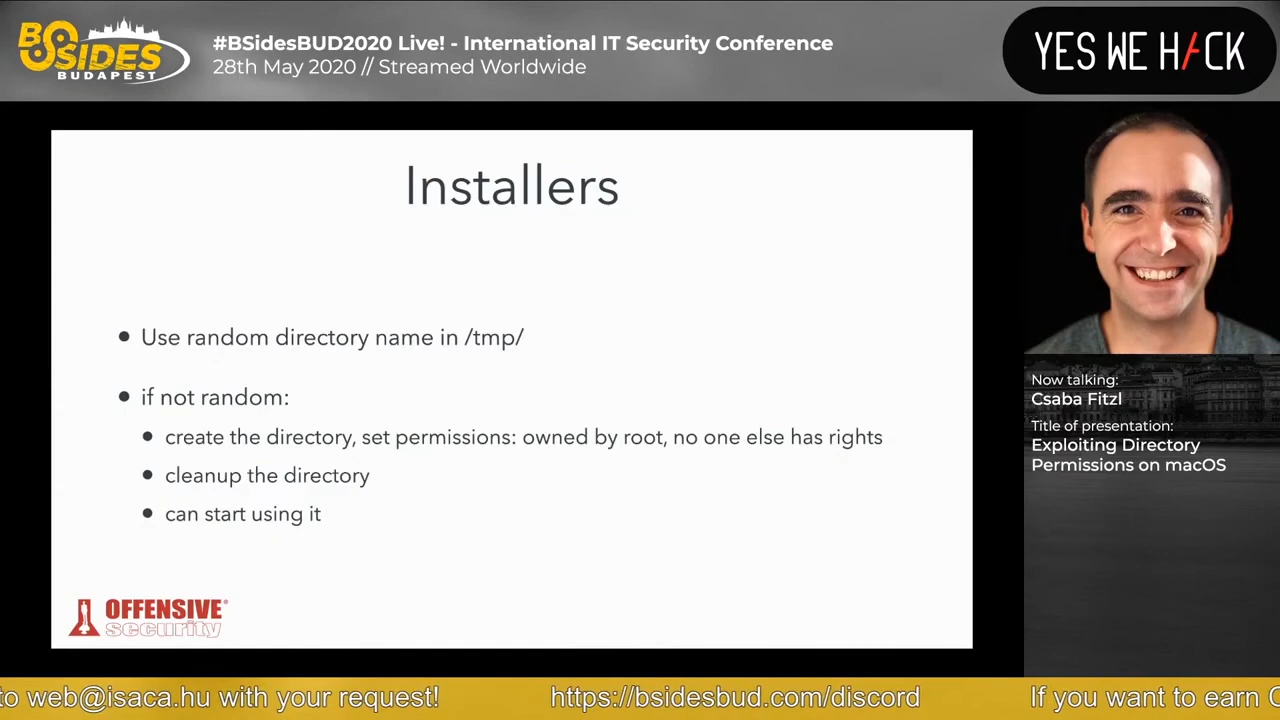 BSIDES
BUDAPEST
#BSidesBUD2020 Live! - International IT Security Conference
28th May 2020 // Streamed Worldwide
YES WE HACK
Installers
Use random directory name in /tmp/
if not random:
create the directory, set permissions: owned by root, no one else has rights
cleanup the directory
can start using it
OFFENSIVE®
security
Now talking:
Csaba Fitzl
Title of presentation:
Exploiting Directory
Permissions on macOS
to web@isaca.hu with your request! https://bsidesbud.com/discord If you want to earn C